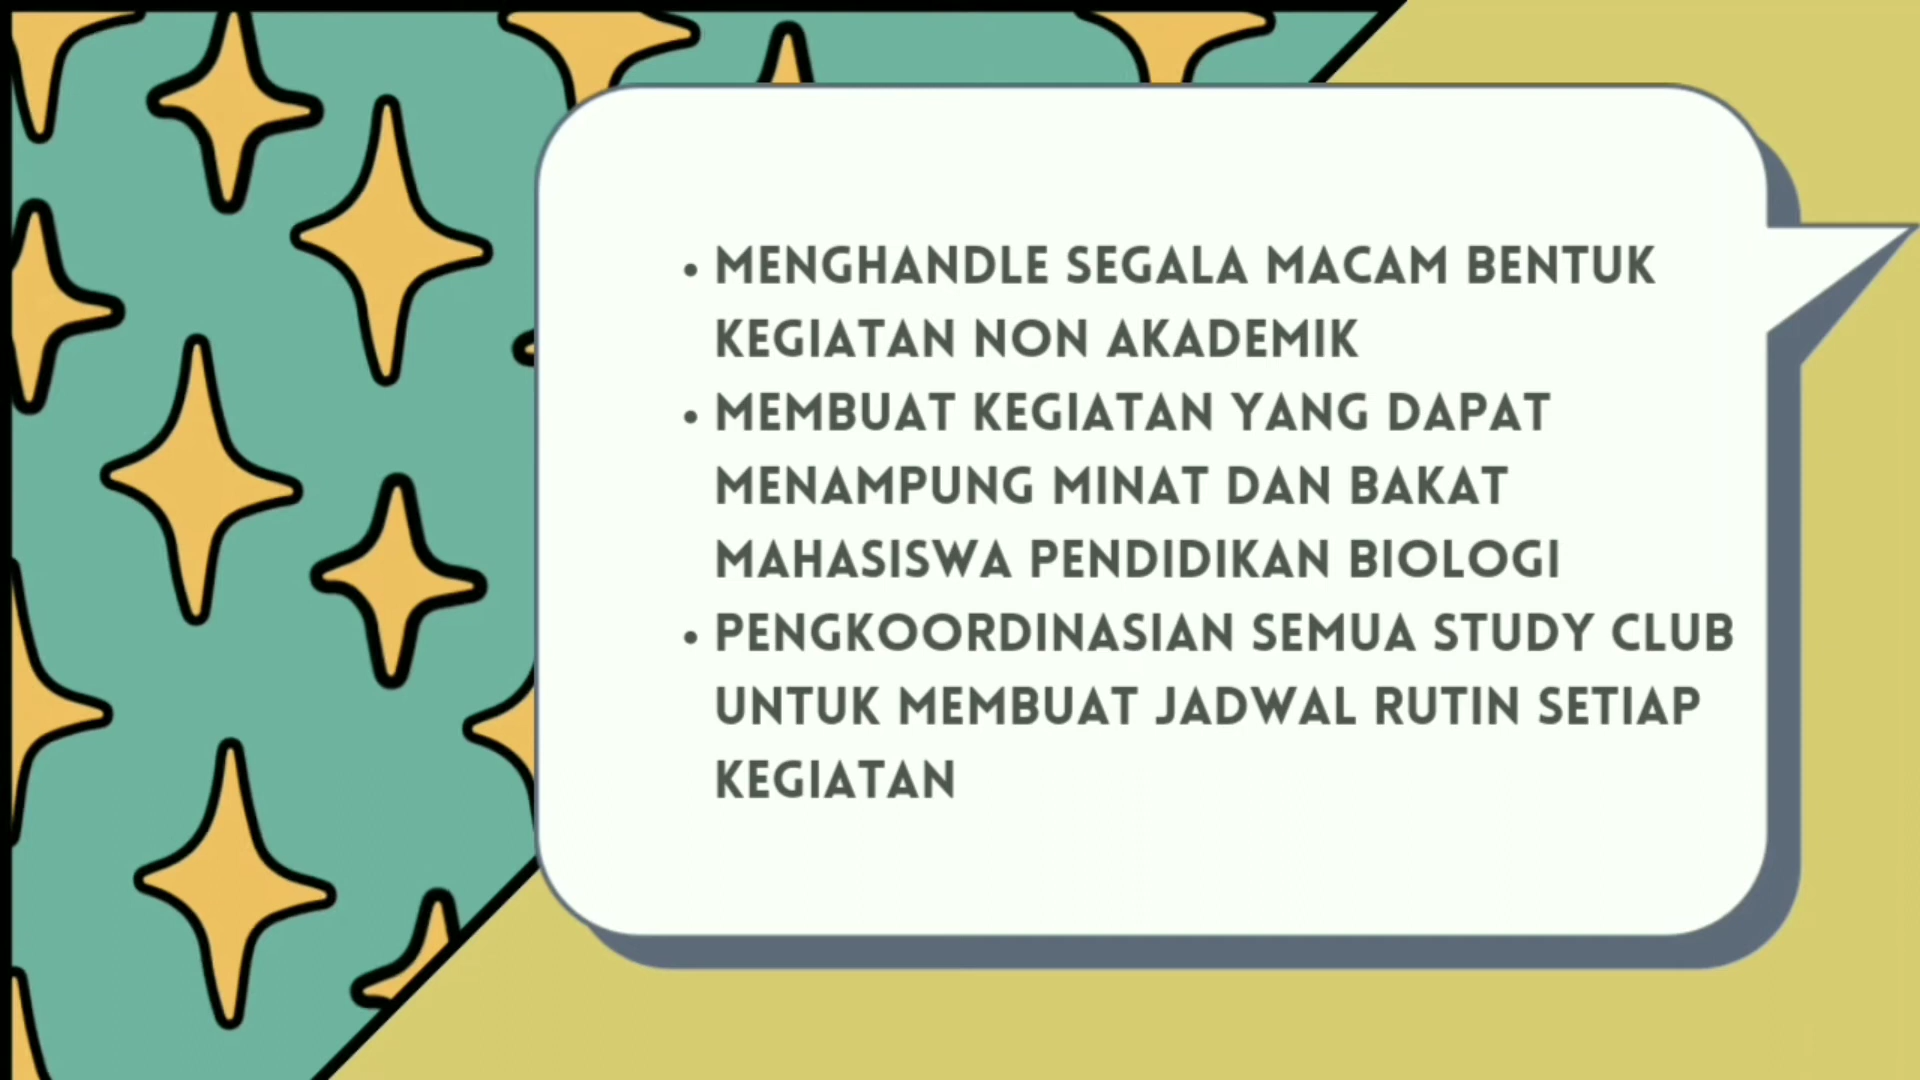 • MENGHANDLE SEGALA MACAM BENTUK
KEGIATAN NON AKADEMIK
• MEMBUAT KEGIATAN YANG DAPAT
MENAMPUNG MINAT DAN BAKAT
MAHASISWA PENDIDIKAN BIOLOGI
• PENGKOORDINASIAN SEMUA STUDY CLUB
UNTUK MEMBUAT JADWAL RUTIN SETIAP
KEGIATAN